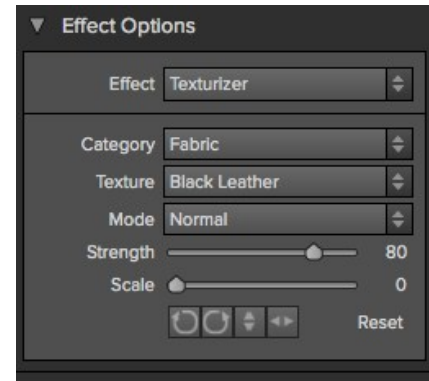 Effect Options
Effect Texturizer
Category Fabric
Texture Black Leather
Mode Normal
Strength 80
Scale 0
Reset